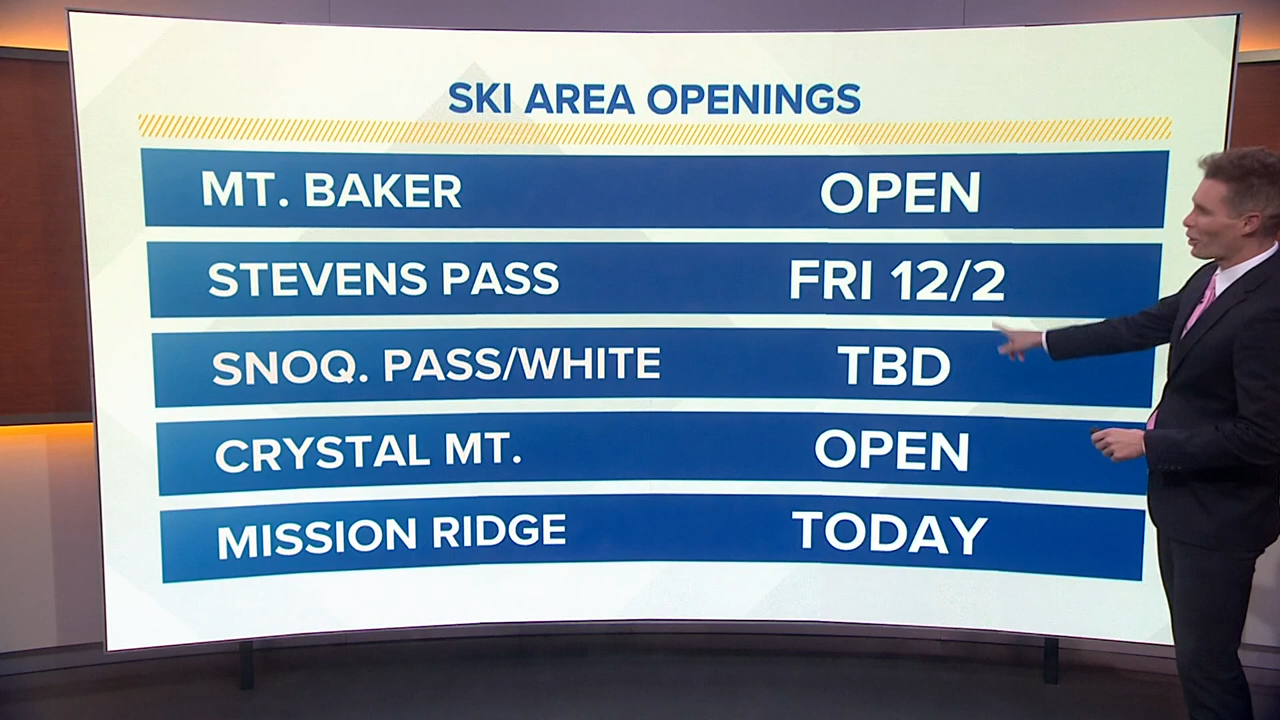 SKI AREA OPENINGS
MT. BAKER OPEN
STEVENS PASS FRI 12/2
SNOQ. PASS/WHITE TBD
CRYSTAL MT. OPEN
MISSION RIDGE TODAY